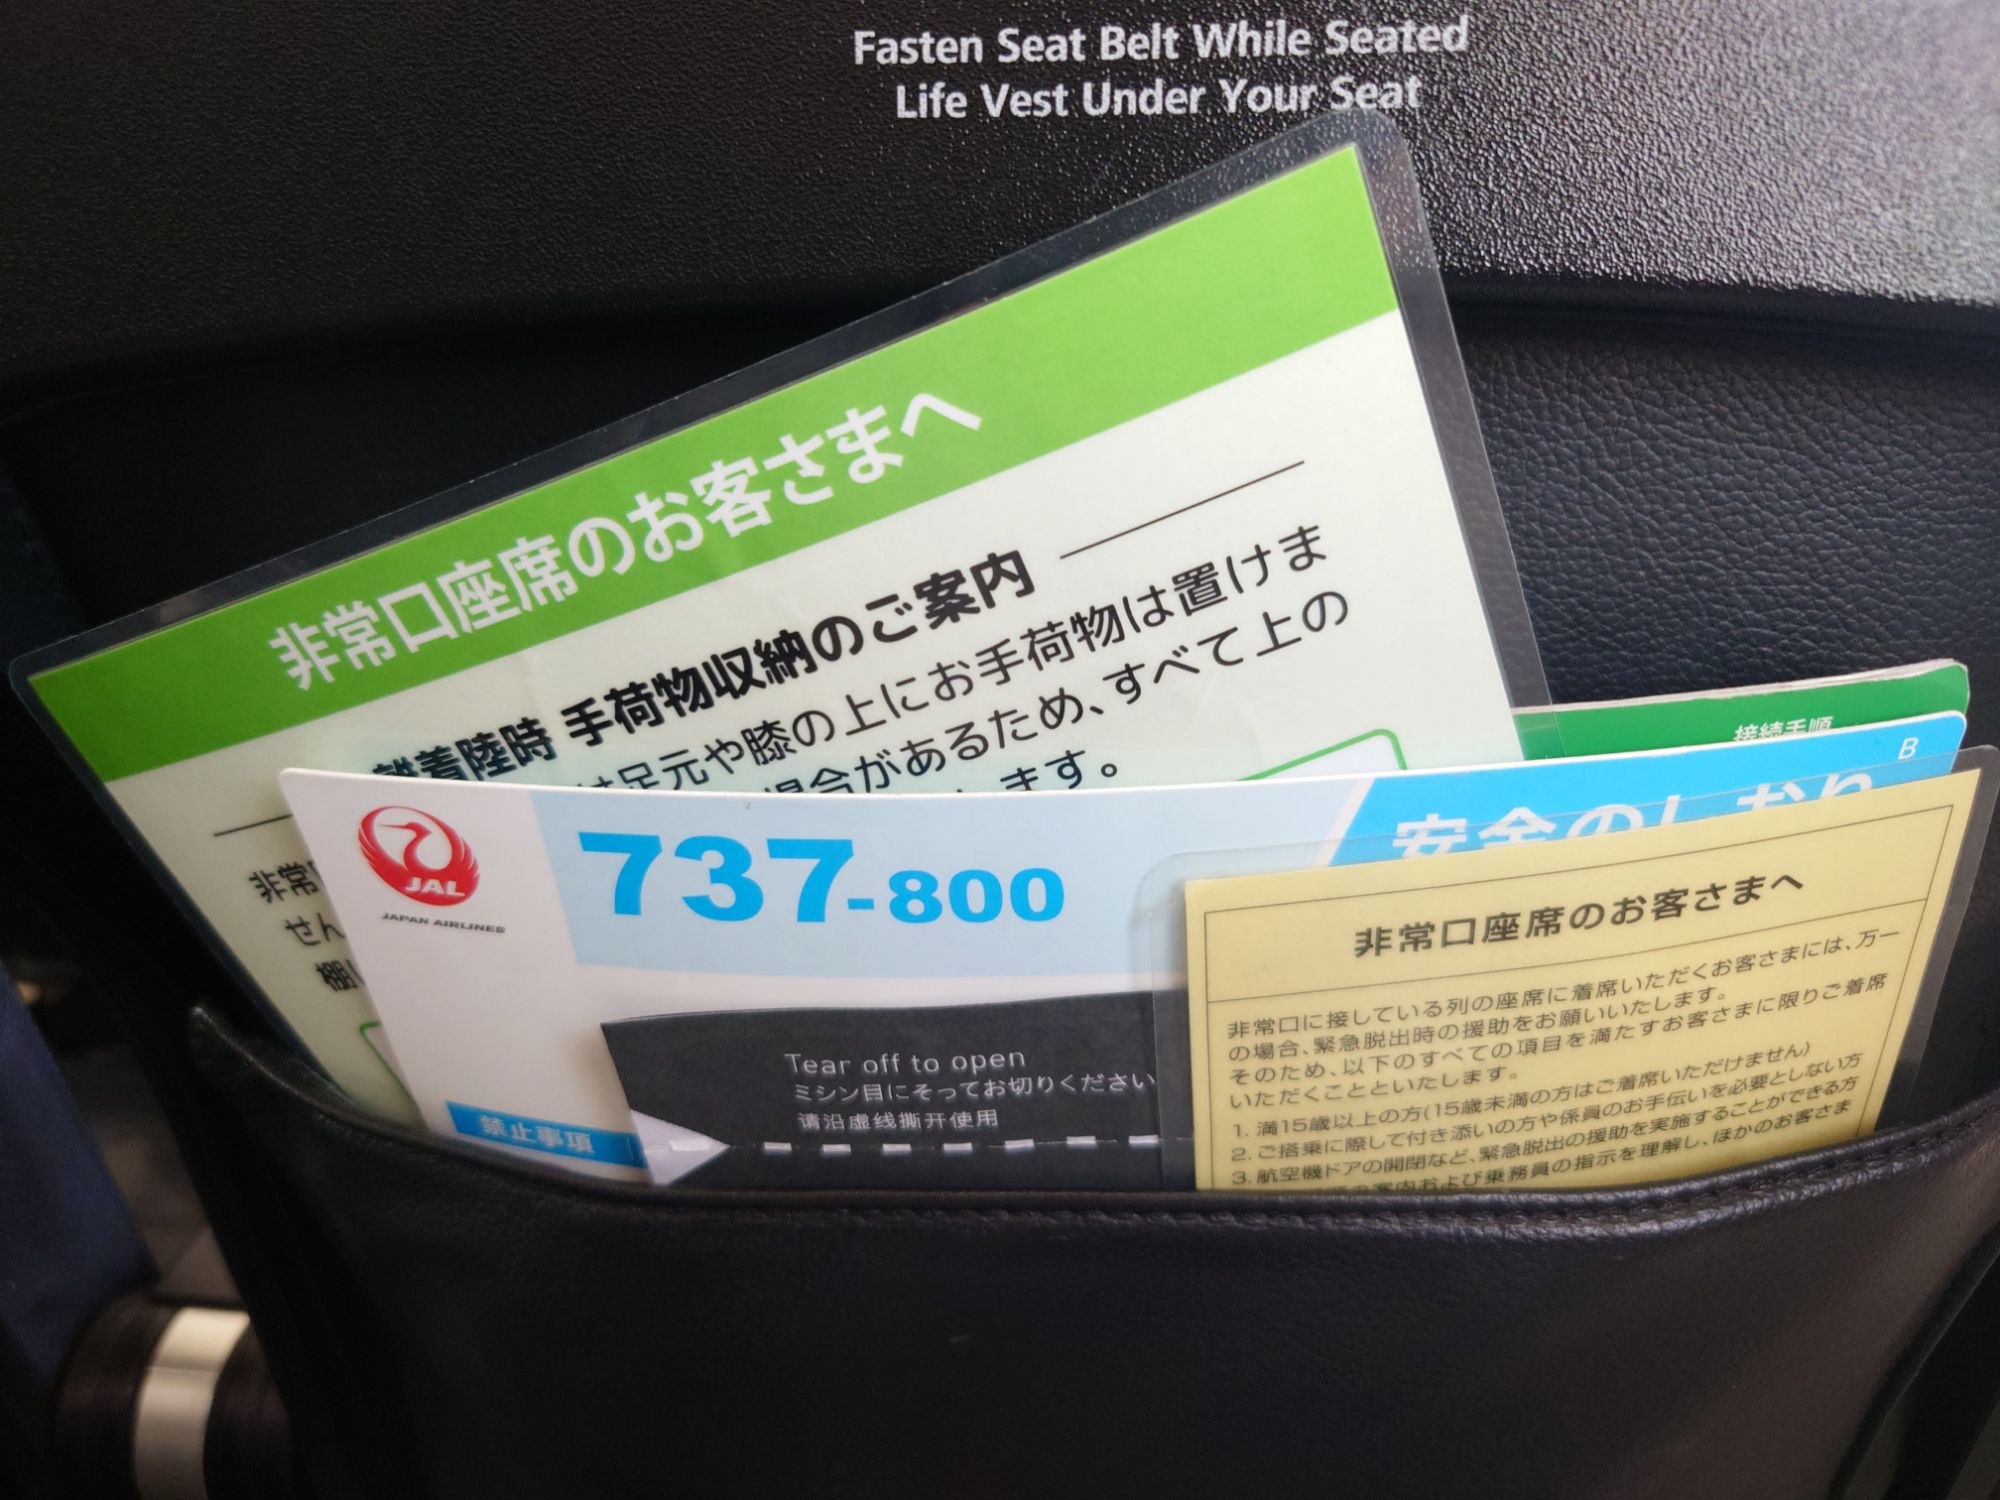 Fasten Seat Belt While Seated
Life Vest Under Your Seat
非常口座席のお客さまへ
離着陸時 手荷物収納のご案内
は足元や膝の上にお手荷物は置けま
場合があるため、すべて上の
します。
非常
せん
棚に
接続手順
B
安全のしおり
JAL
JAPAN AIRLINES
737-800
Tear off to open
ミシン目にそってお切りください
请沿虚线撕开使用
禁止事項
非常口座席のお客さまへ
非常口に接している列の座席に着席いただくお客さまには、万一
の場合、緊急脱出時の援助をお願いいたします。
そのため、以下のすべての項目を満たすお客さまに限りご着席
いただくことといたします。
1. 満15歳以上の方(15歳未満の方はご着席いただけません)
2. ご搭乗に際して付き添いの方や係員のお手伝いを必要としない方
3. 航空機ドアの開閉など、緊急脱出の援助を実施することができる方
の案内および乗務員の指示を理解し、ほかのお客さま